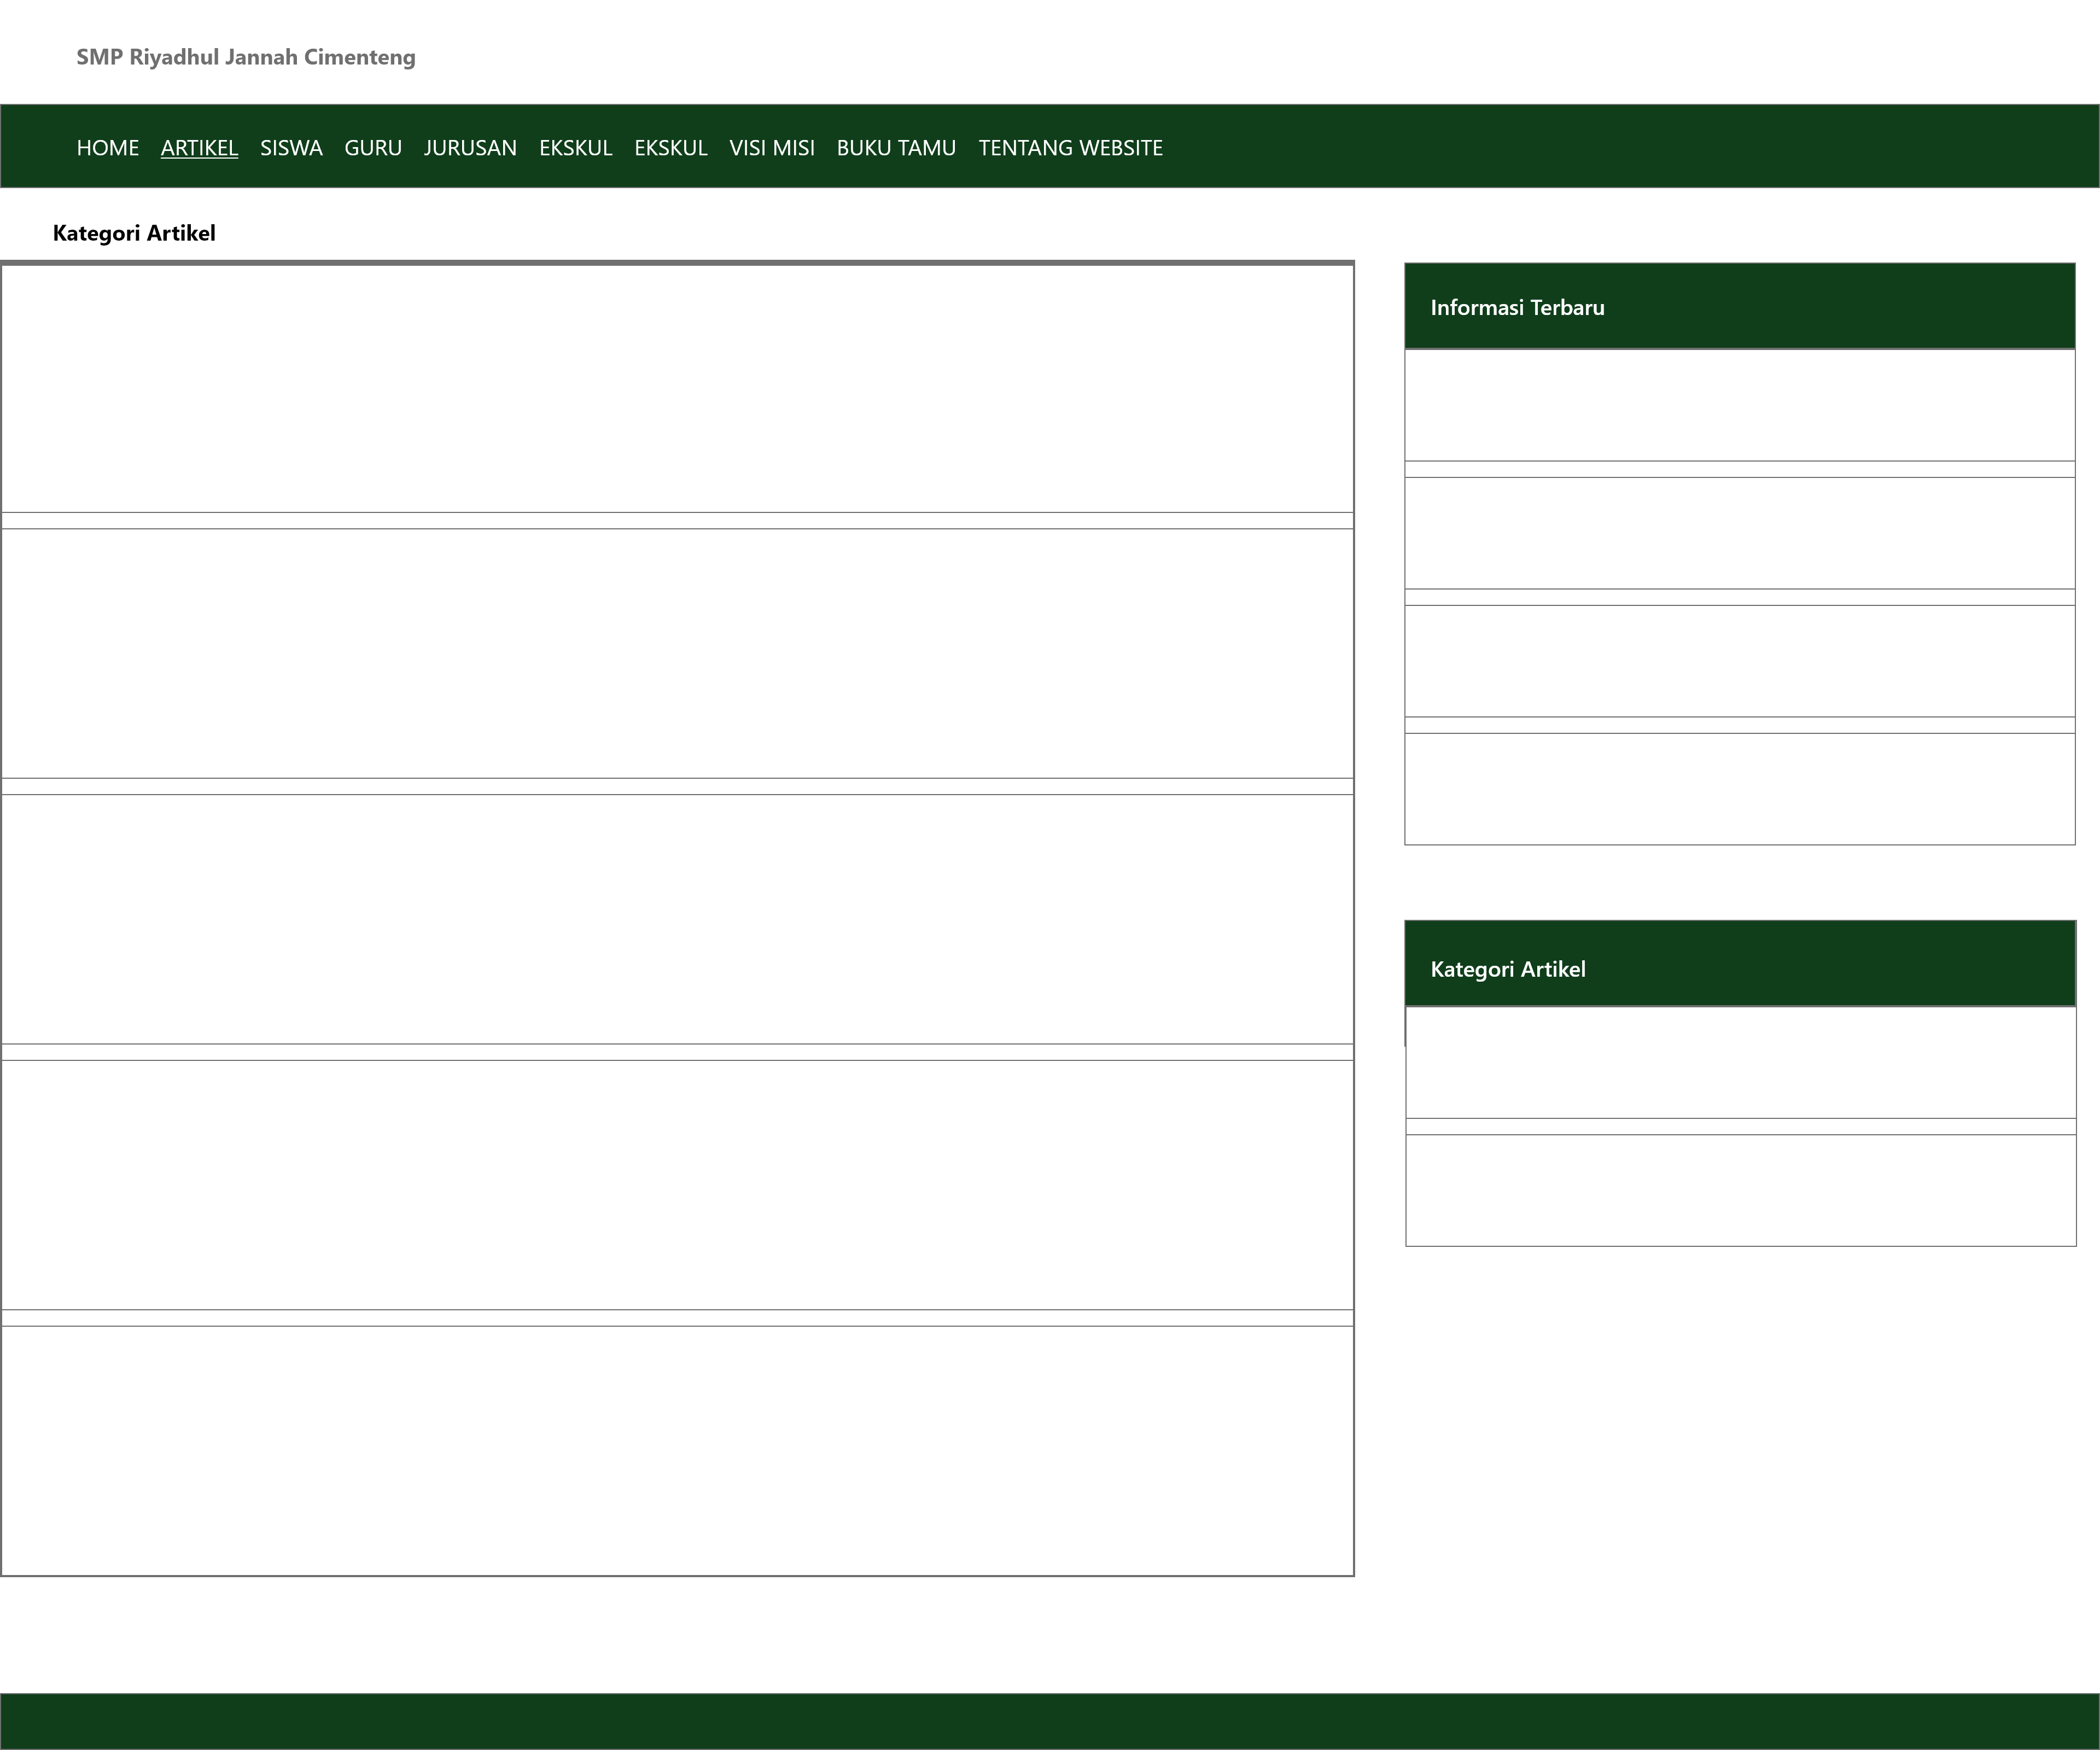 SMP Riyadhul Jannah Cimenteng
HOME ARTIKEL SISWA GURU JURUSAN EKSKUL EKSKUL VISI MISI BUKU TAMU TENTANG WEBSITE
Kategori Artikel
Informasi Terbaru
Kategori Artikel